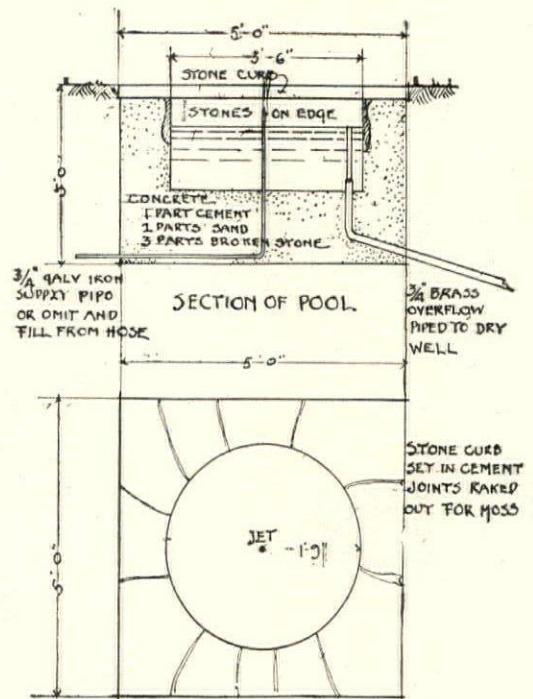 5'-0"
3'-6"
STONE CURB
STONES ON EDGE
3'-0"
CONCRETE
1 PART CEMENT
1 PARTS SAND
3 PARTS BROKEN STONE
3/4" GALV IRON
SUPPLY PIPE
OR OMIT AND
FILL FROM HOSE
SECTION OF POOL
3/4" BRASS
OVERFLOW
PIPED TO DRY
WELL
5'-0"
STONE CURB
SET IN CEMENT
JOINTS RAKED
OUT FOR MOSS
JET
1'-9"
5'-0"